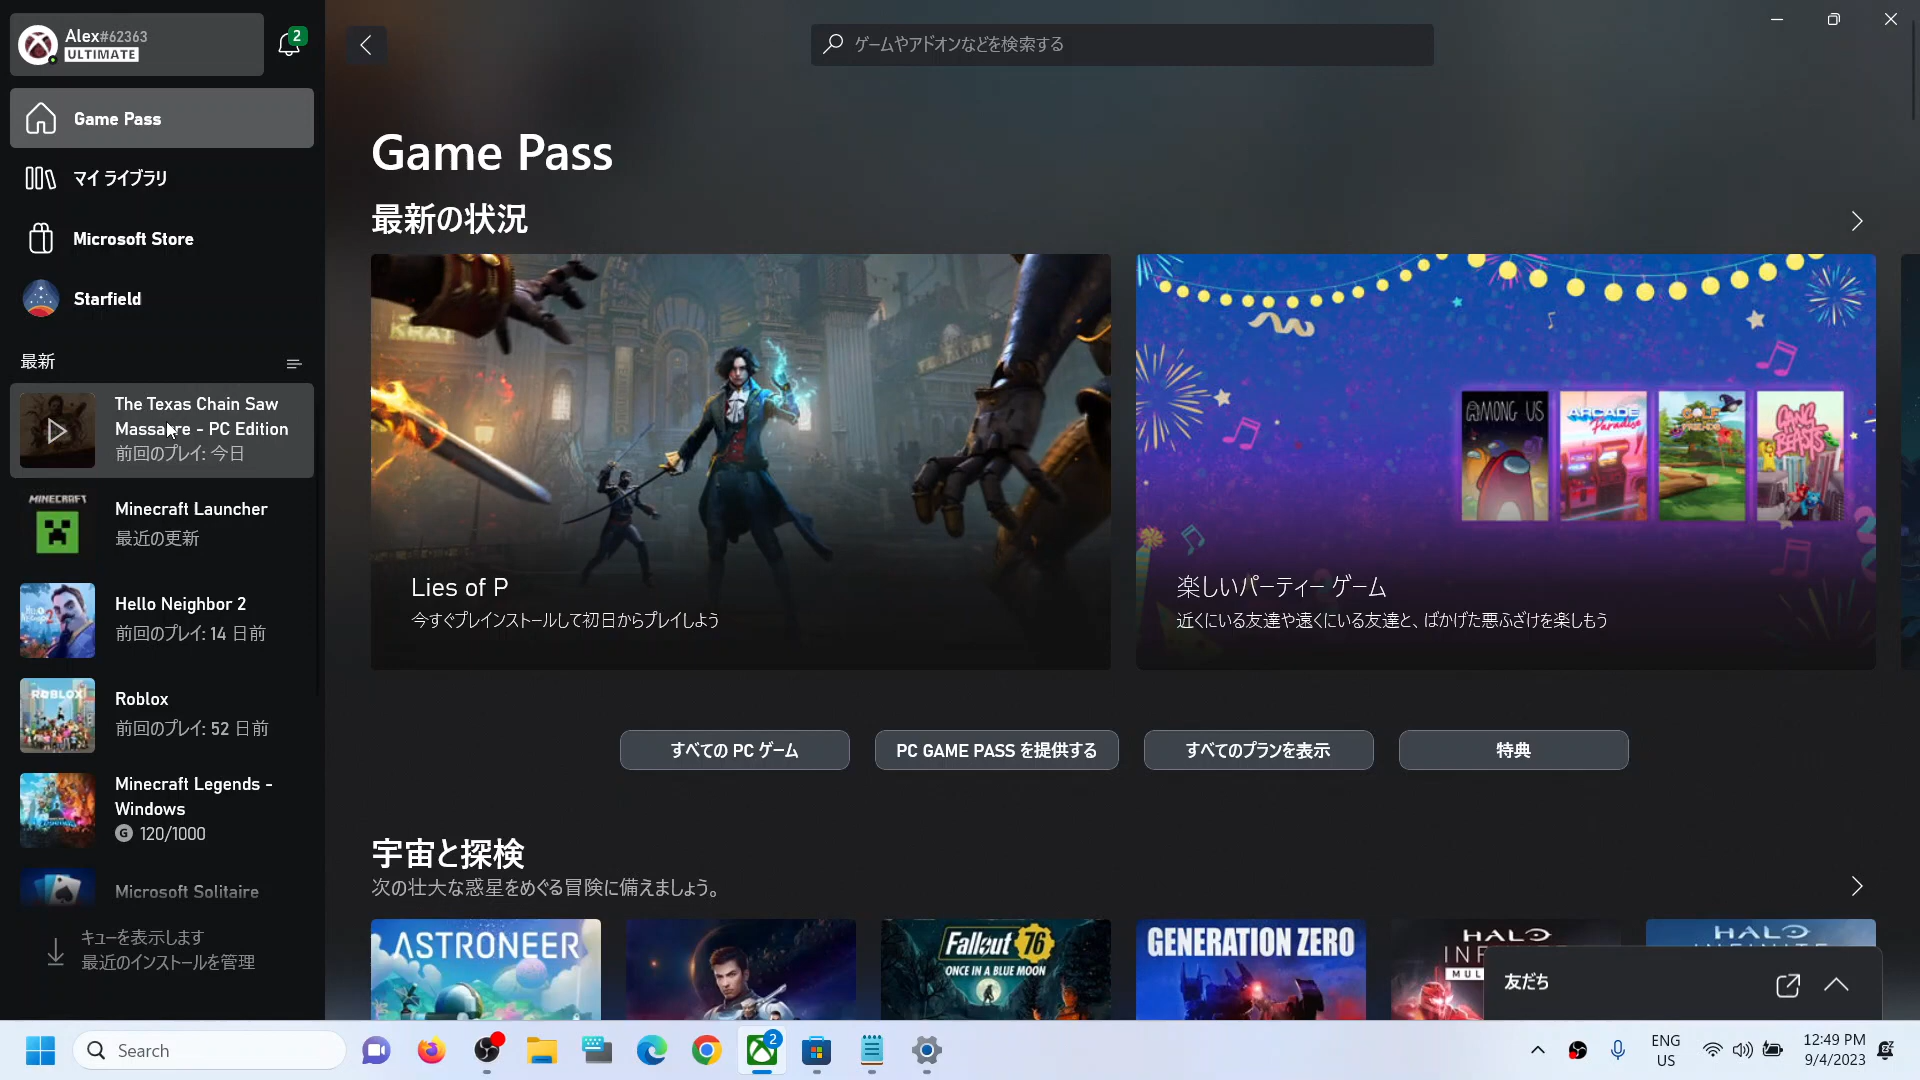 Alex#62363
ULTIMATE
2
ゲームやアドオンなどを検索する
Game Pass
マイ ライブラリ
Microsoft Store
Starfield
最新
The Texas Chain Saw
Massacre - PC Edition
前回のプレイ: 今日
MINECRAFT
Minecraft Launcher
最近の更新
Hello Neighbor 2
前回のプレイ: 14 日前
ROBLOX
Roblox
前回のプレイ: 52 日前
Minecraft Legends -
Windows
G 120/1000
Microsoft Solitaire
キューを表示します
最近のインストールを管理
Game Pass
最新の状況
KRAT
Lies of P
今すぐプレインストールして初日からプレイしよう
AMONG US
ARCADE
Paradise
GOLF
FRIENDS
GANG
BEASTS
楽しいパーティー ゲーム
近くにいる友達や遠くにいる友達と、ばかげた悪ふざけを楽しもう
すべての PC ゲーム
PC GAME PASS を提供する
すべてのプランを表示
特典
宇宙と探検
次の壮大な惑星をめぐる冒険に備えましょう。
ASTRONEER
Fallout 76
ONCE IN A BLUE MOON
GENERATION ZERO
HALO
HALO
友だち
Search
2
ENG
US
12:49 PM
9/4/2023